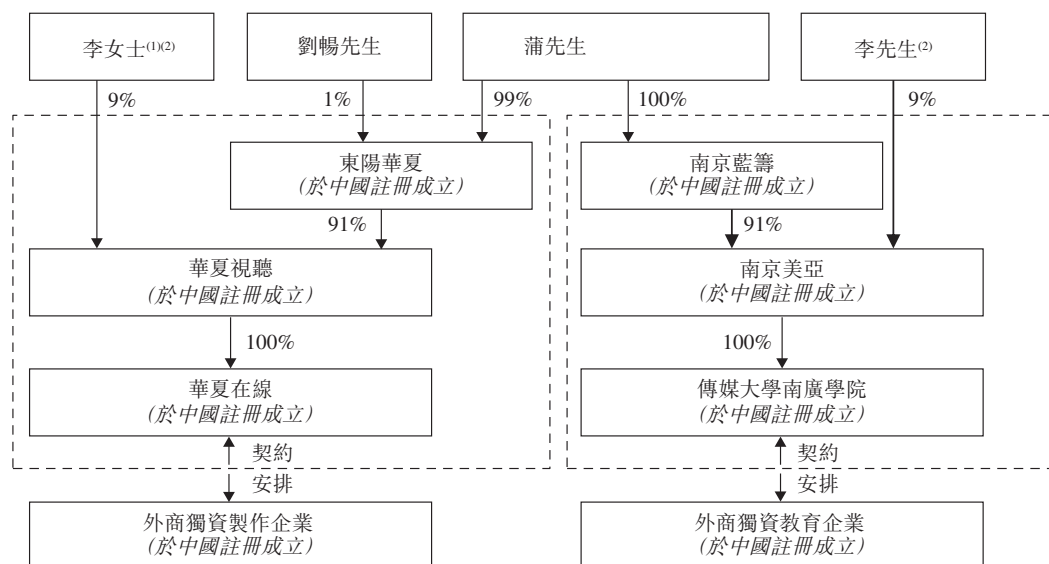 李女士(1)(2)
劉暢先生
蒲先生
李先生(2)
9%
1%
99%
100%
9%
東陽華夏
(於中國註冊成立)
南京藍籌
(於中國註冊成立)
91%
91%
華夏視聽
(於中國註冊成立)
南京美亞
(於中國註冊成立)
100%
100%
華夏在線
(於中國註冊成立)
傳媒大學南廣學院
(於中國註冊成立)
契約
安排
契約
安排
外商獨資製作企業
(於中國註冊成立)
外商獨資教育企業
(於中國註冊成立)